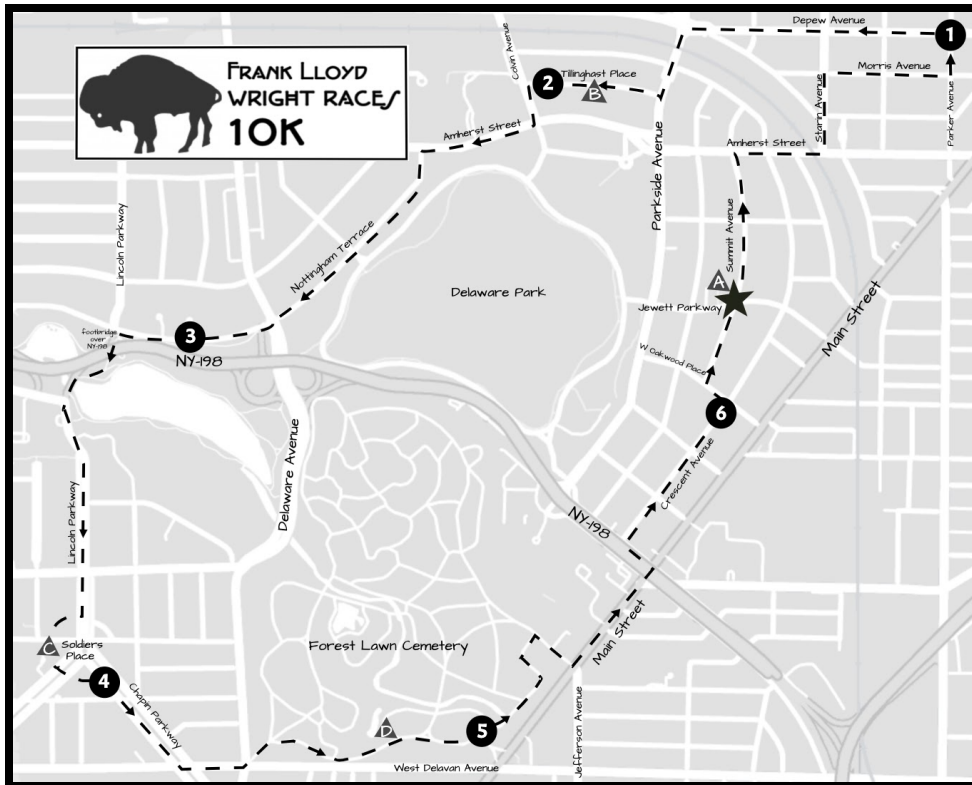 FRANK LLOYD
WRIGHT RACES
10K
Depew Avenue
1
Morris Avenue
Colvin Avenue
2
Tillinghast Place
B
Starin Avenue
Parker Avenue
Amherst Street
Amherst Street
Parkside Avenue
Lincoln Parkway
Nottingham Terrace
Summit Avenue
A
Delaware Park
Jewett Parkway
Main Street
footbridge
over
NY-198
3
NY-198
W Oakwood Place
6
Delaware Avenue
Crescent Avenue
Lincoln Parkway
NY-198
Forest Lawn Cemetery
Main Street
C
Soldiers
Place
4
Chapin Parkway
D
5
Jefferson Avenue
West Delavan Avenue